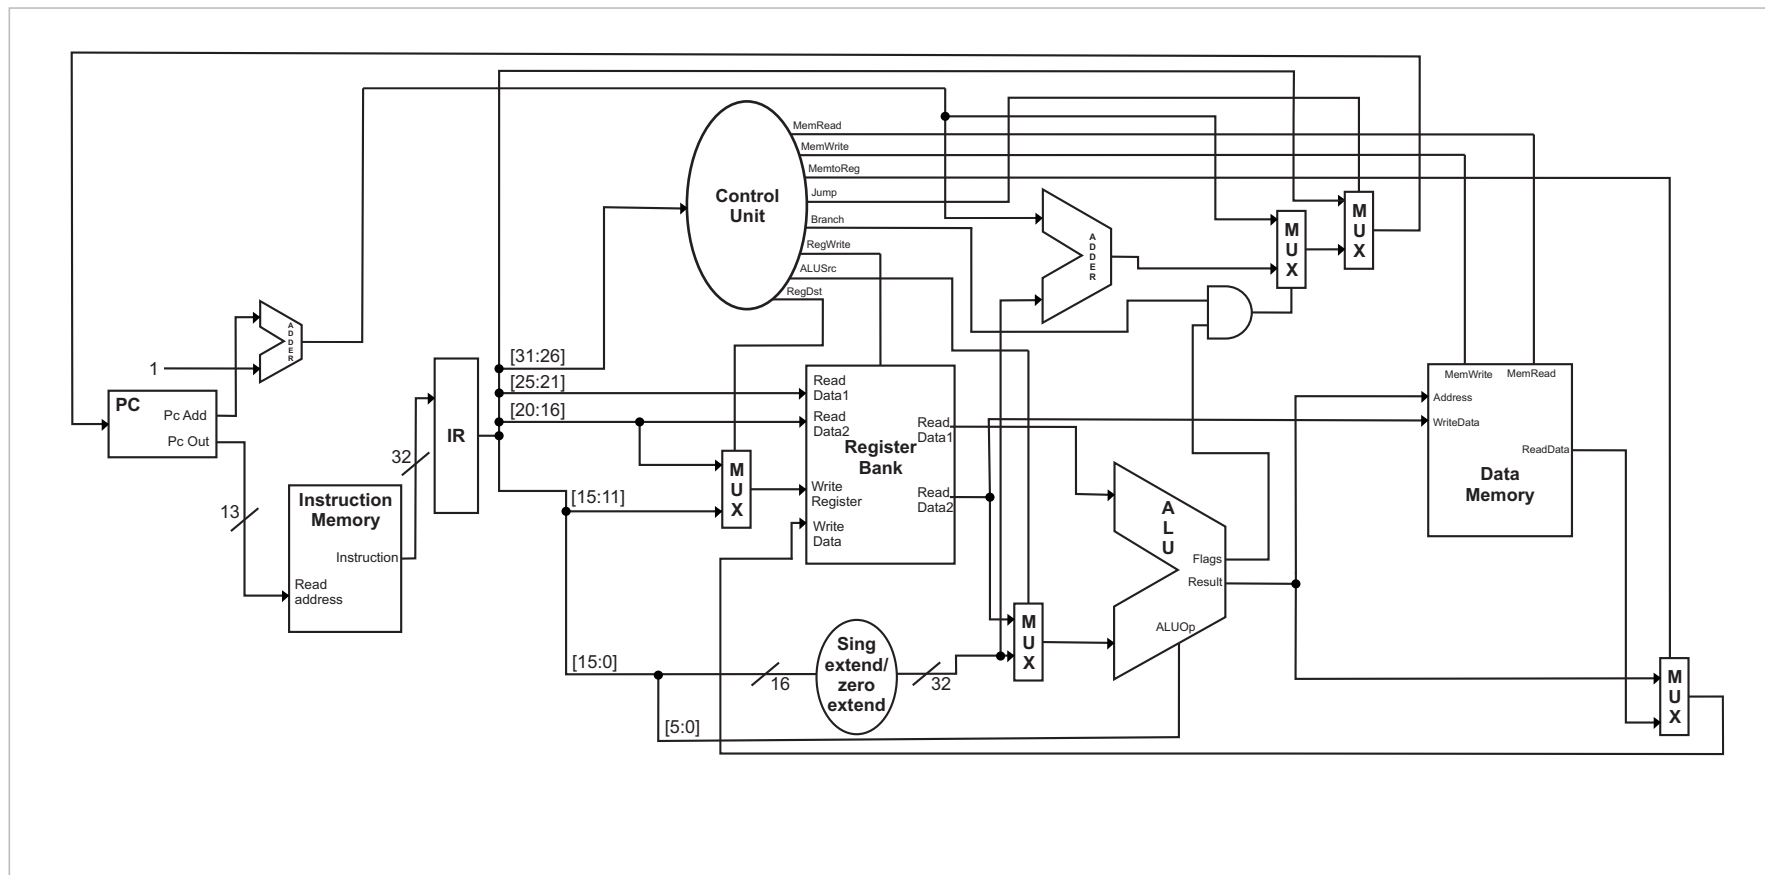 MemRead
MemWrite
MemtoReg
Jump
Branch
RegWrite
ALUSrc
RegDst
Control
Unit
ADDER
MUX
MUX
ADDER
1
PC
Pc Add
Pc Out
13
Instruction
Memory
Instruction
Read
address
32
IR
[31:26]
[25:21]
[20:16]
[15:11]
[15:0]
[5:0]
MUX
Read
Data1
Read
Data2
Register
Bank
Write
Register
Write
Data
Read
Data1
Read
Data2
16
Sing
extend/
zero
extend
32
MUX
ALU
Flags
Result
ALUOp
MemWrite
MemRead
Address
WriteData
ReadData
Data
Memory
MUX